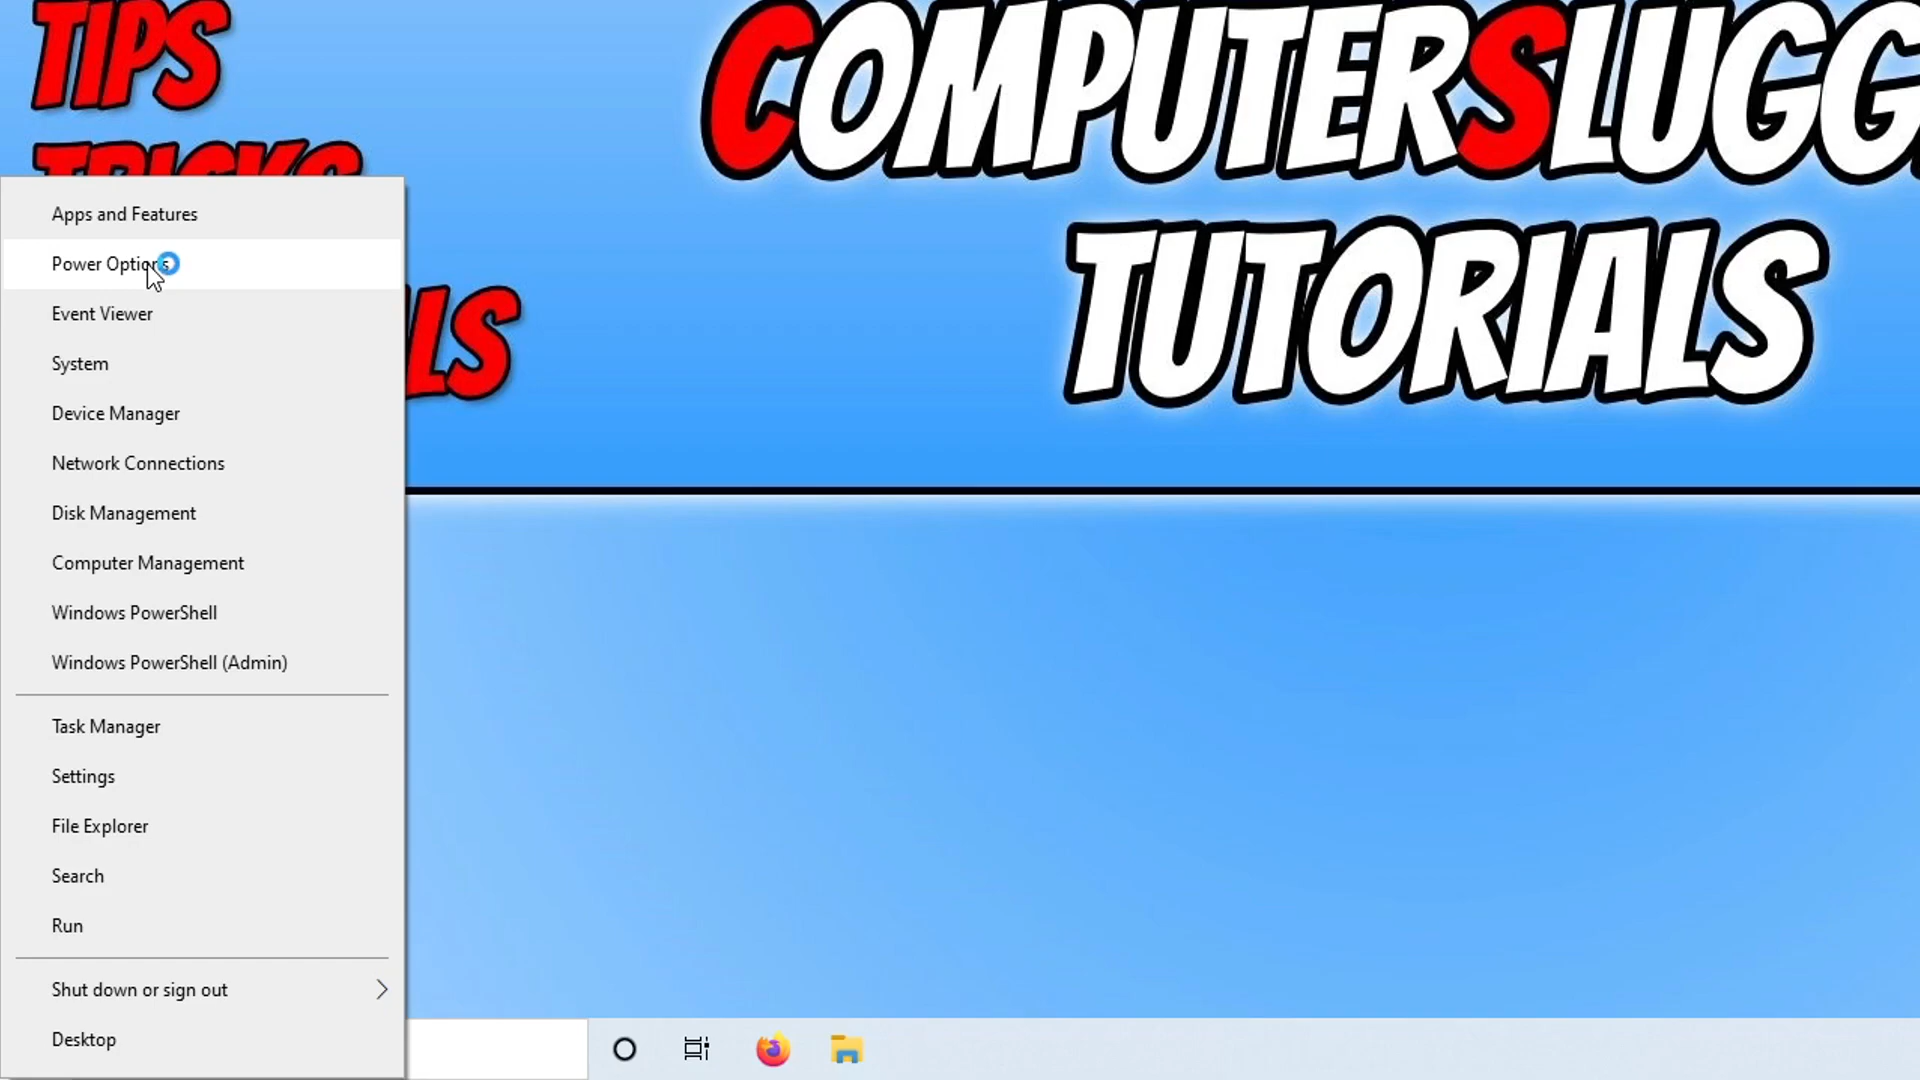 TIPS
COMPUTERSLUGG
TUTORIALS
Apps and Features
Power Options
Event Viewer
System
Device Manager
Network Connections
Disk Management
Computer Management
Windows PowerShell
Windows PowerShell (Admin)
Task Manager
Settings
File Explorer
Search
Run
Shut down or sign out
Desktop